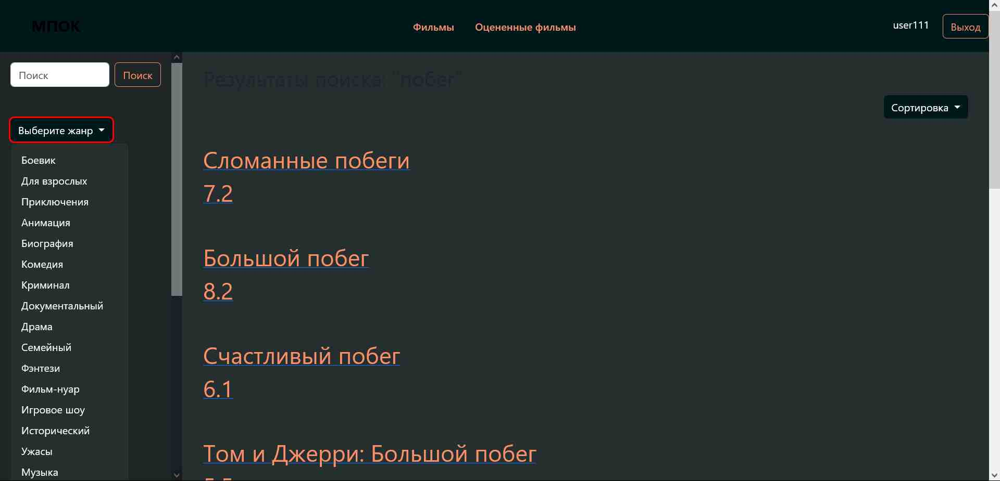 МПОК
Фильмы Оцененные фильмы
user111 Выход
Поиск Поиск
Выберите жанр
Боевик
Для взрослых
Приключения
Анимация
Биография
Комедия
Криминал
Документальный
Драма
Семейный
Фэнтези
Фильм-нуар
Игровое шоу
Исторический
Ужасы
Музыка
Результаты поиска: "побег"
Сортировка
Сломанные побеги
7.2
Большой побег
8.2
Счастливый побег
6.1
Том и Джерри: Большой побег